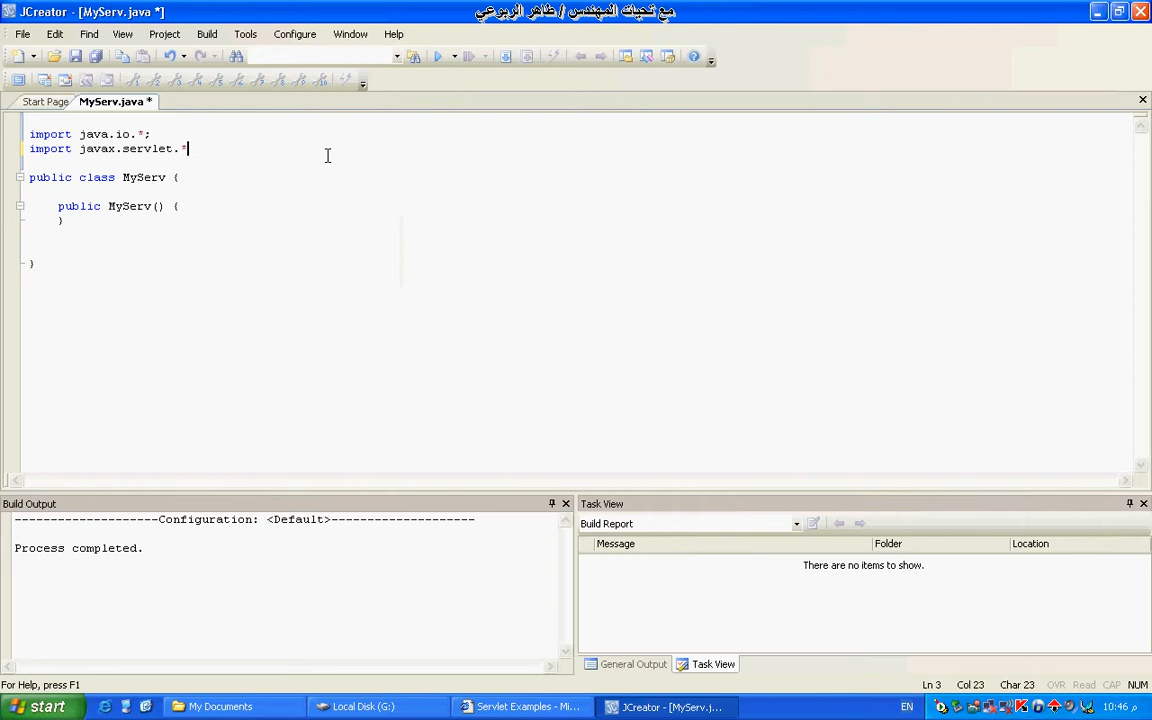 JCreator - [MyServ.java *]
مع تحيات المهندس / طاهر الربوعي
File Edit Find View Project Build Tools Configure Window Help
Start Page MyServ.java *
import java.io.*;
import javax.servlet.*
public class MyServ {
public MyServ() {
}
}
Build Output
Task View
--------------------Configuration: <Default>--------------------
Process completed.
Build Report
Message Folder Location
There are no items to show.
General Output Task View
For Help, press F1
Ln 3 Col 23 Char 23 OVR Read CAP NUM
start My Documents Local Disk (G:) Servlet Examples - Mi... JCreator - [MyServ.j... EN 10:46 م